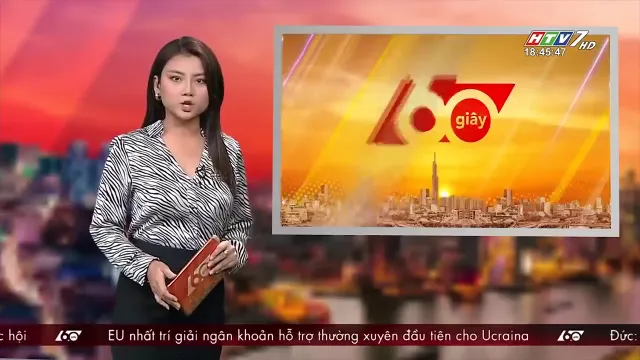 HTV7 HD
18:45:47
60 giây
c hội 60 EU nhất trí giải ngân khoản hỗ trợ thường xuyên đầu tiên cho Ucraina 60 Đức: